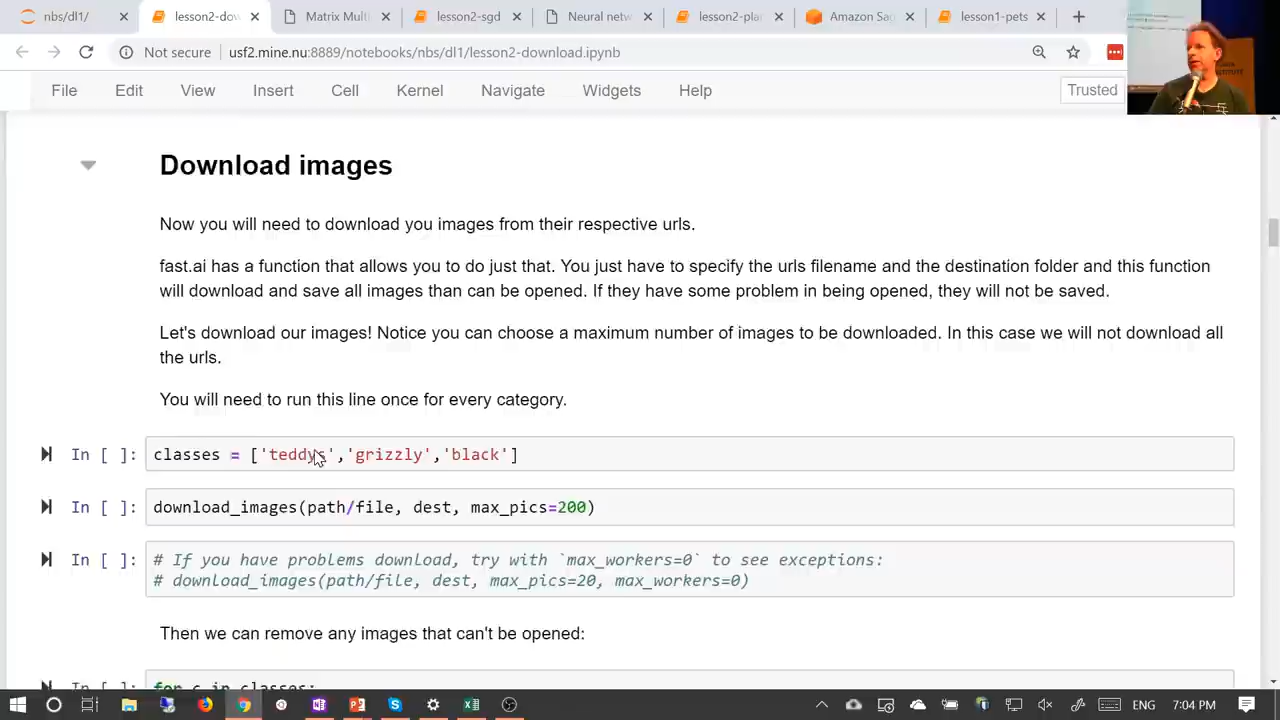 nbs/dl1/
lesson2-dow
Matrix Multi
lesson2-sgd
Neural netw
lesson2-plan
Amazon Sa
lesson1-pets
Not secure
usf2.mine.nu:8889/notebooks/nbs/dl1/lesson2-download.ipynb
File Edit View Insert Cell Kernel Navigate Widgets Help
Trusted
Download images
Now you will need to download you images from their respective urls.
fast.ai has a function that allows you to do just that. You just have to specify the urls filename and the destination folder and this function
will download and save all images than can be opened. If they have some problem in being opened, they will not be saved.
Let's download our images! Notice you can choose a maximum number of images to be downloaded. In this case we will not download all
the urls.
You will need to run this line once for every category.
In [ ]: classes = ['teddys','grizzly','black']
In [ ]: download_images(path/file, dest, max_pics=200)
In [ ]: # If you have problems download, try with `max_workers=0` to see exceptions:
# download_images(path/file, dest, max_pics=20, max_workers=0)
Then we can remove any images that can't be opened:
In [ ]: for c in classes:
ENG
7:04 PM